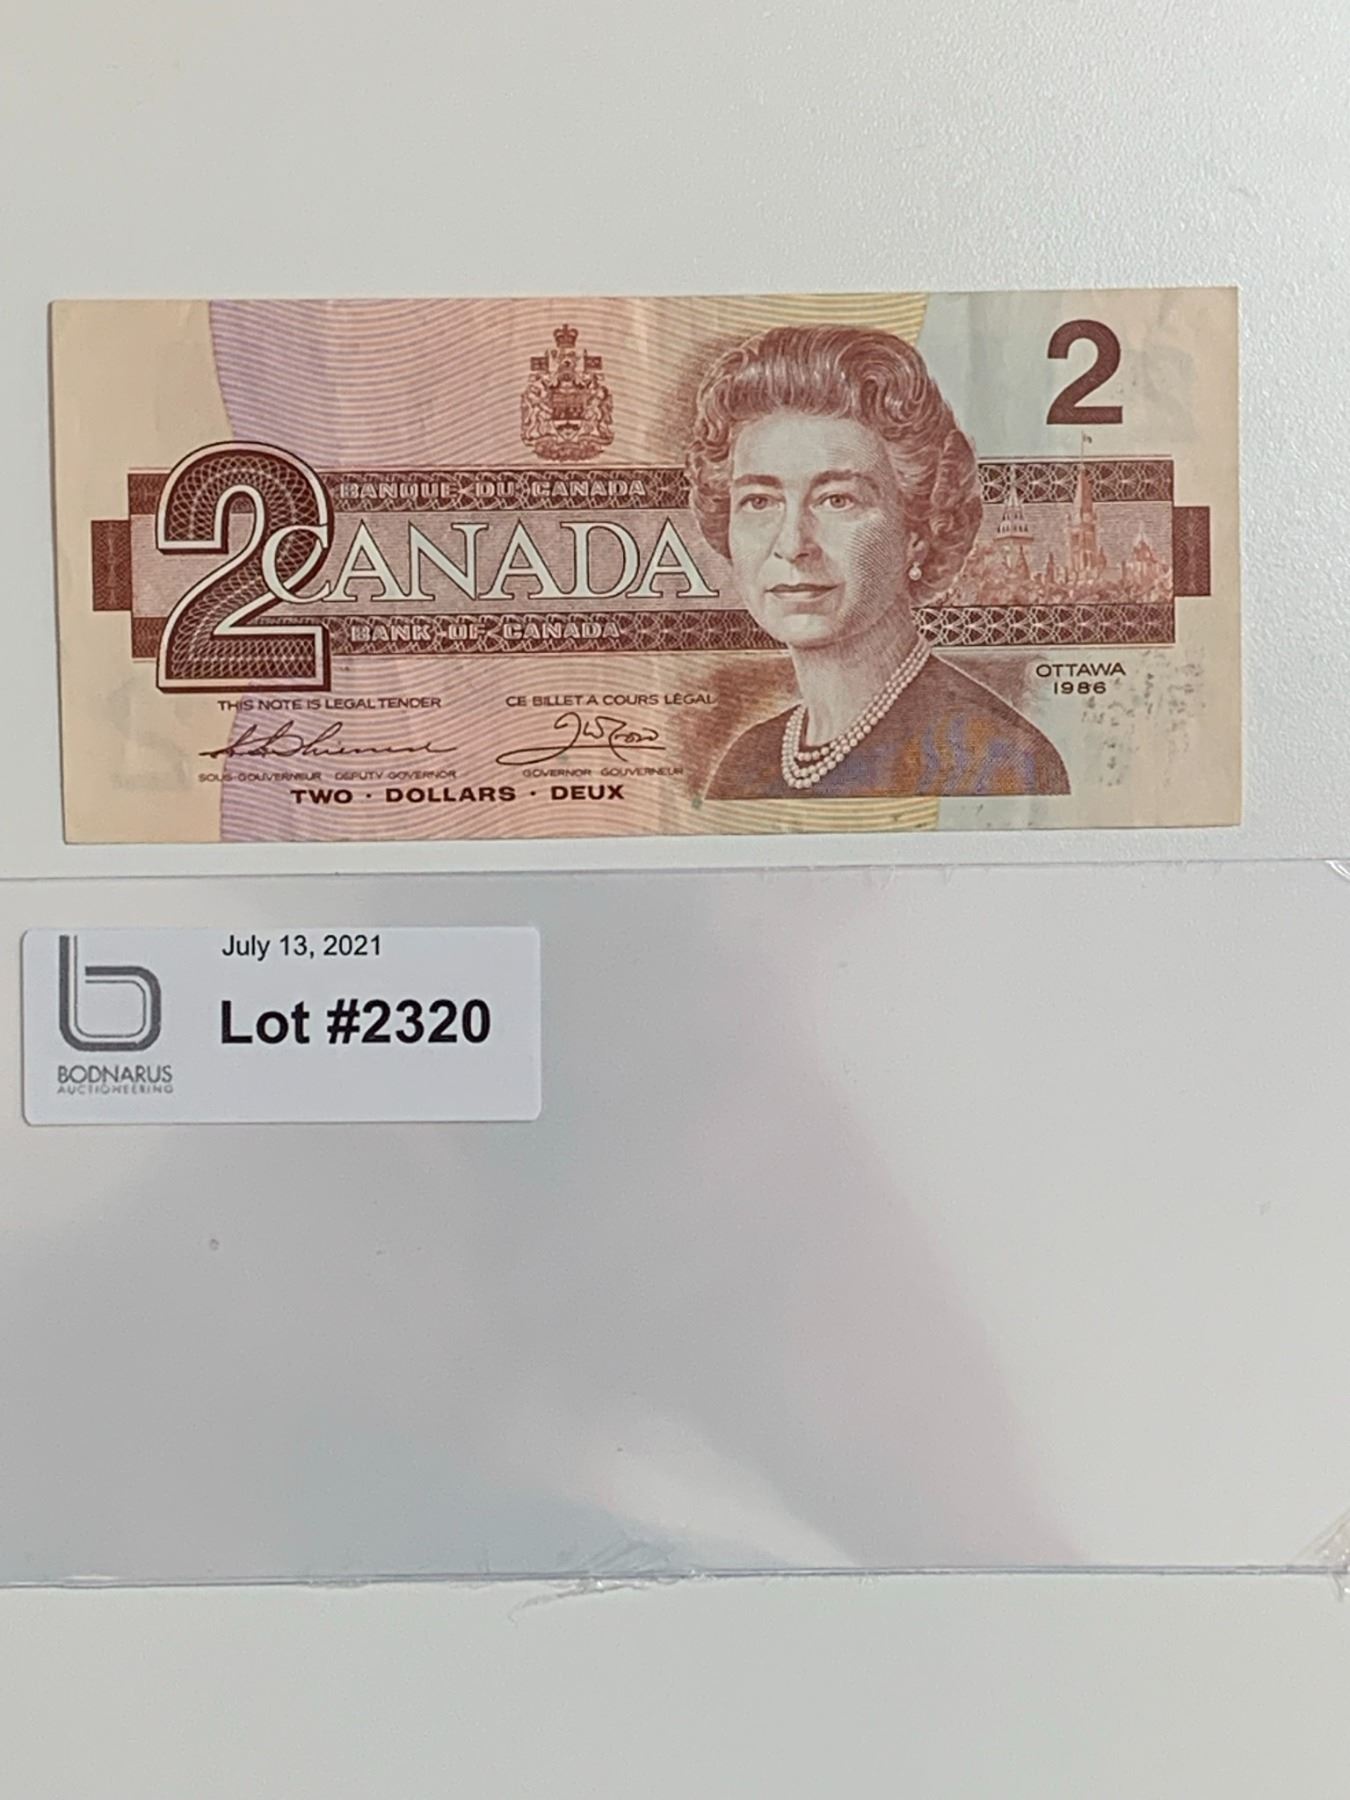 2
BANQUE DU CANADA
2 CANADA
BANK OF CANADA
OTTAWA
1986
THIS NOTE IS LEGAL TENDER CE BILLET A COURS LÉGAL
SOUS-GOUVERNEUR DEPUTY GOVERNOR GOVERNOR GOUVERNEUR
TWO · DOLLARS · DEUX
July 13, 2021
Lot #2320
b
BODNARUS
AUCTIONEERING